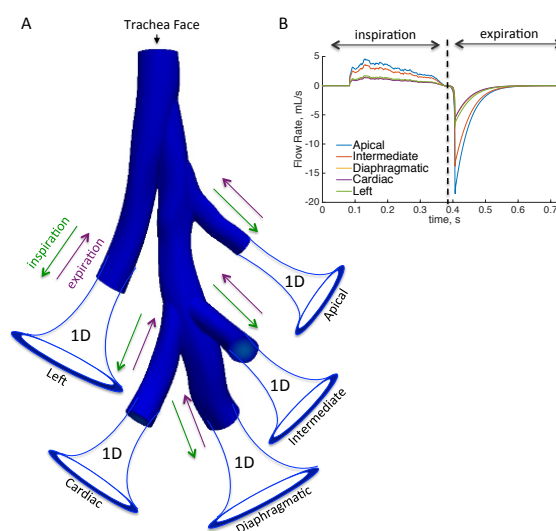 A
Trachea Face
inspiration
expiration
1D
Left
1D
Cardiac
1D
Diaphragmatic
1D
Intermediate
1D
Apical
B
inspiration
expiration
Flow Rate, mL/s
5
0
-5
-10
-15
-20
Apical
Intermediate
Diaphragmatic
Cardiac
Left
0 0.1 0.2 0.3 0.4 0.5 0.6 0.7
time, s